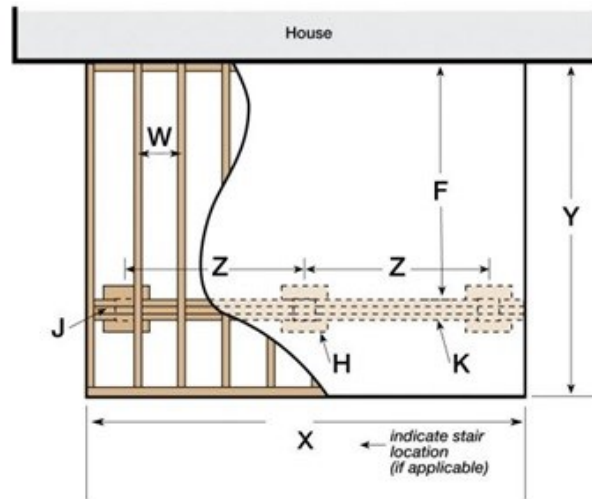 House
W
F
Y
Z
Z
J
H
K
X
indicate stair
location
(if applicable)